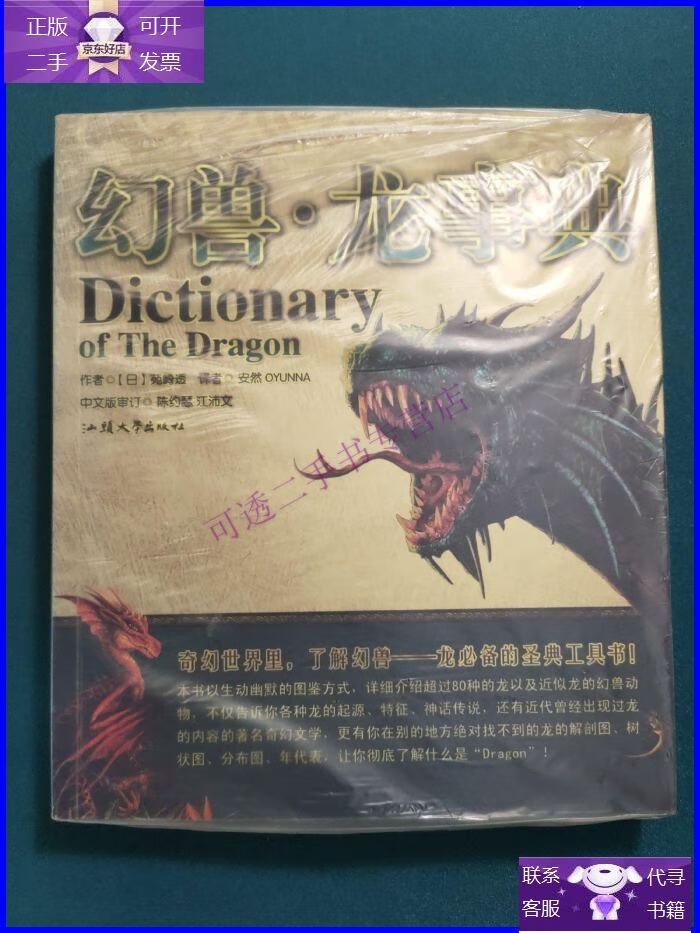 正版 可开
京东好店
二手 发票
幻兽·龙事典
Dictionary
of The Dragon
作者◎【日】苑崎透 译者◎安然 OYUNNA
中文版审订◎陈约瑟 江沛文
汕頭大学出版社
可透二手书专营店
奇幻世界里，了解幻兽——龙必备的圣典工具书！
本书以生动幽默的图鉴方式，详细介绍超过80种的龙以及近似龙的幻兽动
物，不仅告诉你各种龙的起源、特征、神话传说，还有近代曾经出现过龙
的内容的著名奇幻文学，更有你在别的地方绝对找不到的龙的解剖图、树
状图、分布图、年代表，让你彻底了解什么是“Dragon”！
联系 代寻
客服 书籍